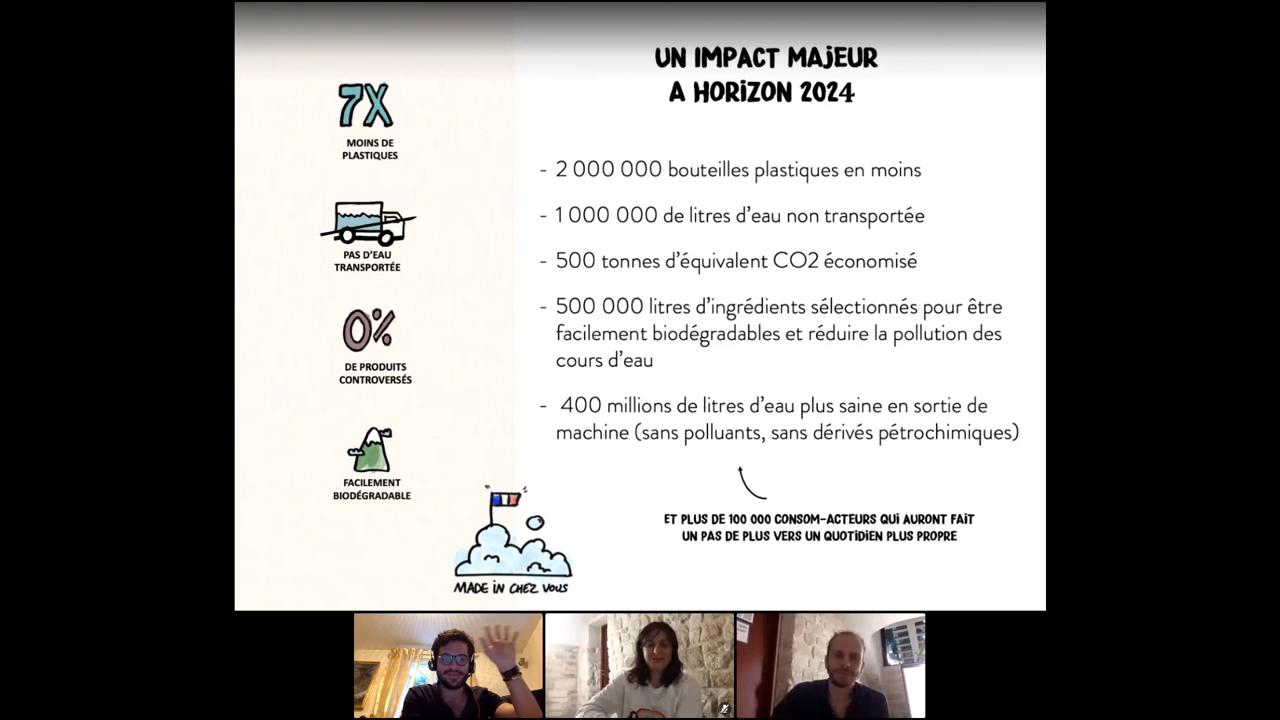 UN IMPACT MAJEUR
A HORIZON 2024
7X
MOINS DE
PLASTIQUES
PAS D'EAU
TRANSPORTÉE
0%
DE PRODUITS
CONTROVERSÉS
FACILEMENT
BIODÉGRADABLE
MADE IN CHEZ VOUS
- 2 000 000 bouteilles plastiques en moins
- 1 000 000 de litres d'eau non transportée
- 500 tonnes d'équivalent CO2 économisé
- 500 000 litres d'ingrédients sélectionnés pour être
facilement biodégradables et réduire la pollution des
cours d'eau
- 400 millions de litres d'eau plus saine en sortie de
machine (sans polluants, sans dérivés pétrochimiques)
ET PLUS DE 100 000 CONSOM-ACTEURS QUI AURONT FAIT
UN PAS DE PLUS VERS UN QUOTIDIEN PLUS PROPRE